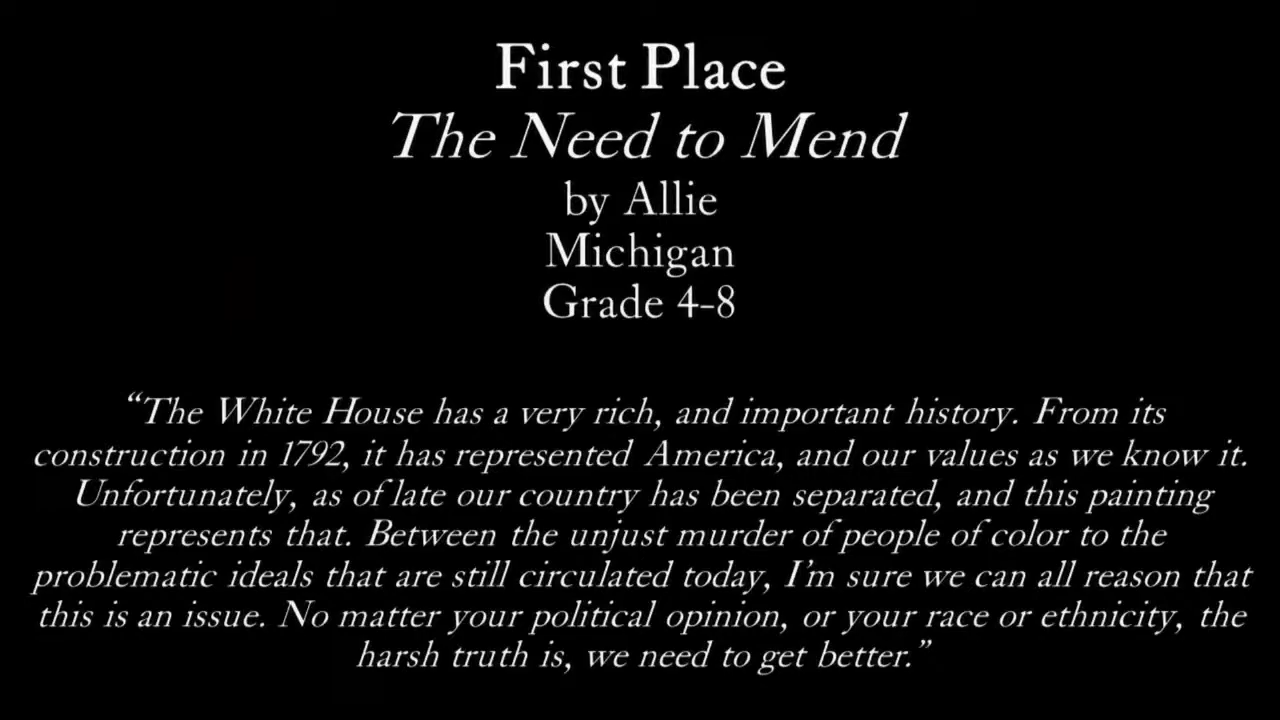 First Place
The Need to Mend
by Allie
Michigan
Grade 4-8
“The White House has a very rich, and important history. From its
construction in 1792, it has represented America, and our values as we know it.
Unfortunately, as of late our country has been separated, and this painting
represents that. Between the unjust murder of people of color to the
problematic ideals that are still circulated today, I’m sure we can all reason that
this is an issue. No matter your political opinion, or your race or ethnicity, the
harsh truth is, we need to get better.”